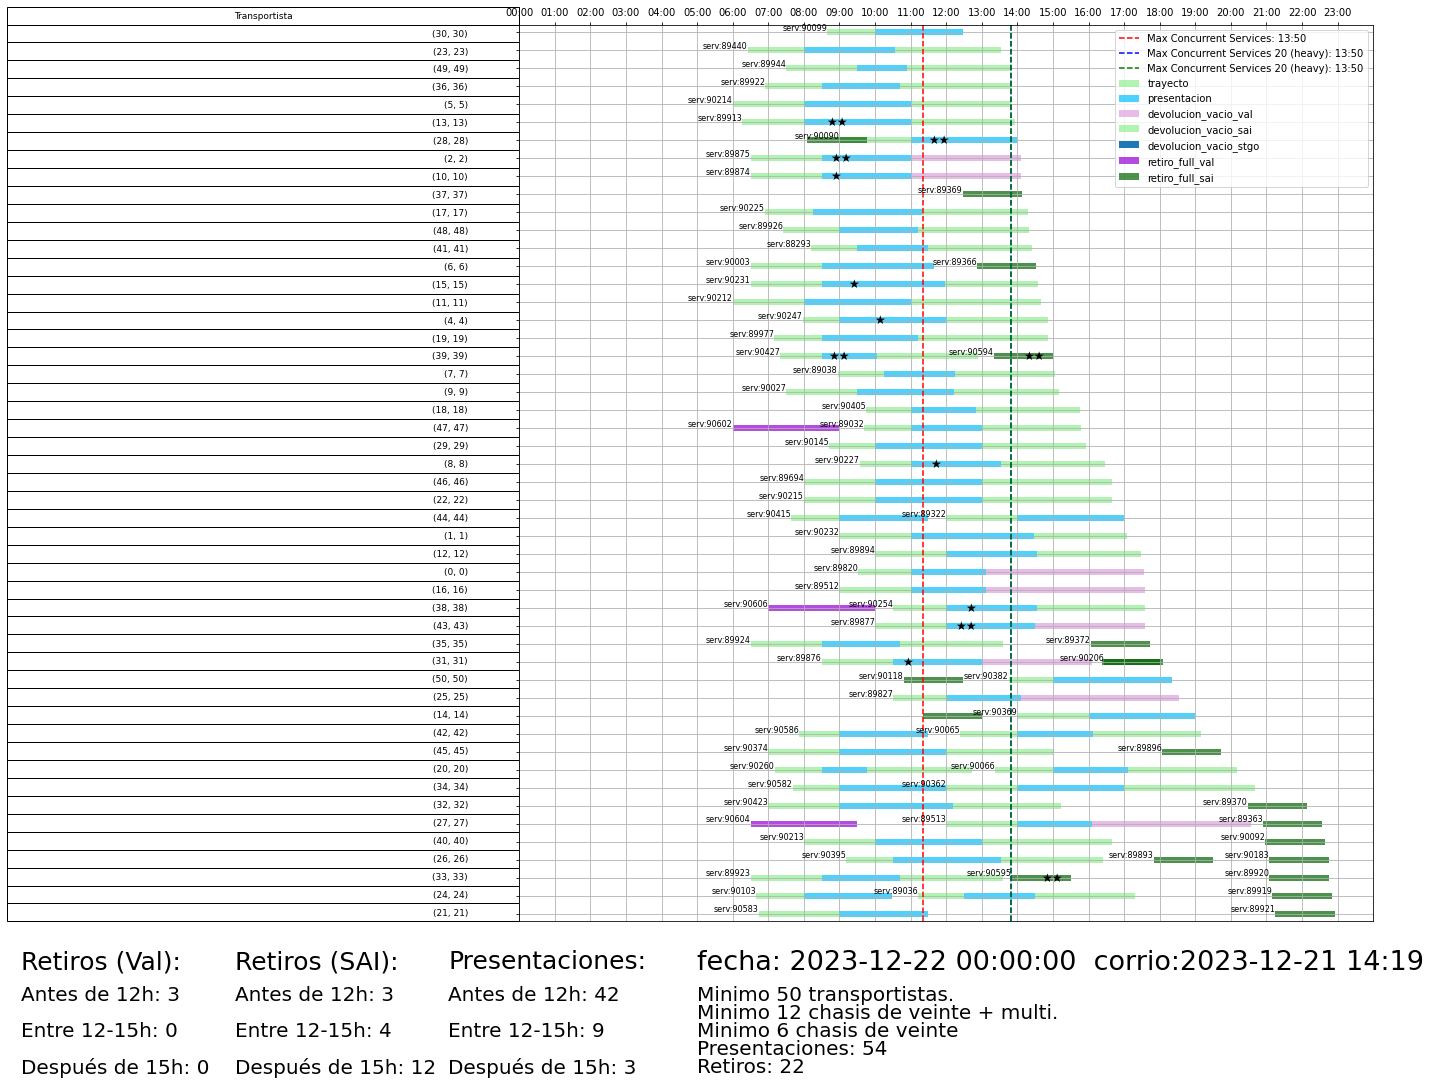 Transportista
00:00 01:00 02:00 03:00 04:00 05:00 06:00 07:00 08:00 09:00 10:00 11:00 12:00 13:00 14:00 15:00 16:00 17:00 18:00 19:00 20:00 21:00 22:00 23:00
Max Concurrent Services: 13:50
Max Concurrent Services 20 (heavy): 13:50
Max Concurrent Services 20 (heavy): 13:50
trayecto
presentacion
devolucion_vacio_val
devolucion_vacio_sai
devolucion_vacio_stgo
retiro_full_val
retiro_full_sai
(30, 30) serv:90099
(23, 23) serv:89440
(49, 49) serv:89944
(36, 36) serv:89922
(5, 5) serv:90214
(13, 13) serv:89913
(28, 28) serv:90090
(2, 2) serv:89875
(10, 10) serv:89874
(37, 37) serv:89369
(17, 17) serv:90225
(48, 48) serv:89926
(41, 41) serv:88293
(6, 6) serv:90003 serv:89366
(15, 15) serv:90231
(11, 11) serv:90212
(4, 4) serv:90247
(19, 19) serv:89977
(39, 39) serv:90427 serv:90594
(7, 7) serv:89038
(9, 9) serv:90027
(18, 18) serv:90405
(47, 47) serv:90602 serv:89032
(29, 29) serv:90145
(8, 8) serv:90227
(46, 46) serv:89694
(22, 22) serv:90215
(44, 44) serv:90415 serv:89322
(1, 1) serv:90232
(12, 12) serv:89894
(0, 0) serv:89820
(16, 16) serv:89512
(38, 38) serv:90606 serv:90254
(43, 43) serv:89877
(35, 35) serv:89924 serv:89372
(31, 31) serv:89876 serv:90206
(50, 50) serv:90118 serv:90382
(25, 25) serv:89827
(14, 14) serv:90369
(42, 42) serv:90586 serv:90065
(45, 45) serv:90374 serv:89896
(20, 20) serv:90260 serv:90066
(34, 34) serv:90582 serv:90362
(32, 32) serv:90423 serv:89370
(27, 27) serv:90604 serv:89513 serv:89363
(40, 40) serv:90213 serv:90092
(26, 26) serv:90395 serv:89893 serv:90183
(33, 33) serv:89923 serv:90595 serv:89920
(24, 24) serv:90103 serv:89036 serv:89919
(21, 21) serv:90583 serv:89921
Retiros (Val):
Antes de 12h: 3
Entre 12-15h: 0
Después de 15h: 0
Retiros (SAI):
Antes de 12h: 3
Entre 12-15h: 4
Después de 15h: 12
Presentaciones:
Antes de 12h: 42
Entre 12-15h: 9
Después de 15h: 3
fecha: 2023-12-22 00:00:00 corrio:2023-12-21 14:19
Minimo 50 transportistas.
Minimo 12 chasis de veinte + multi.
Minimo 6 chasis de veinte
Presentaciones: 54
Retiros: 22